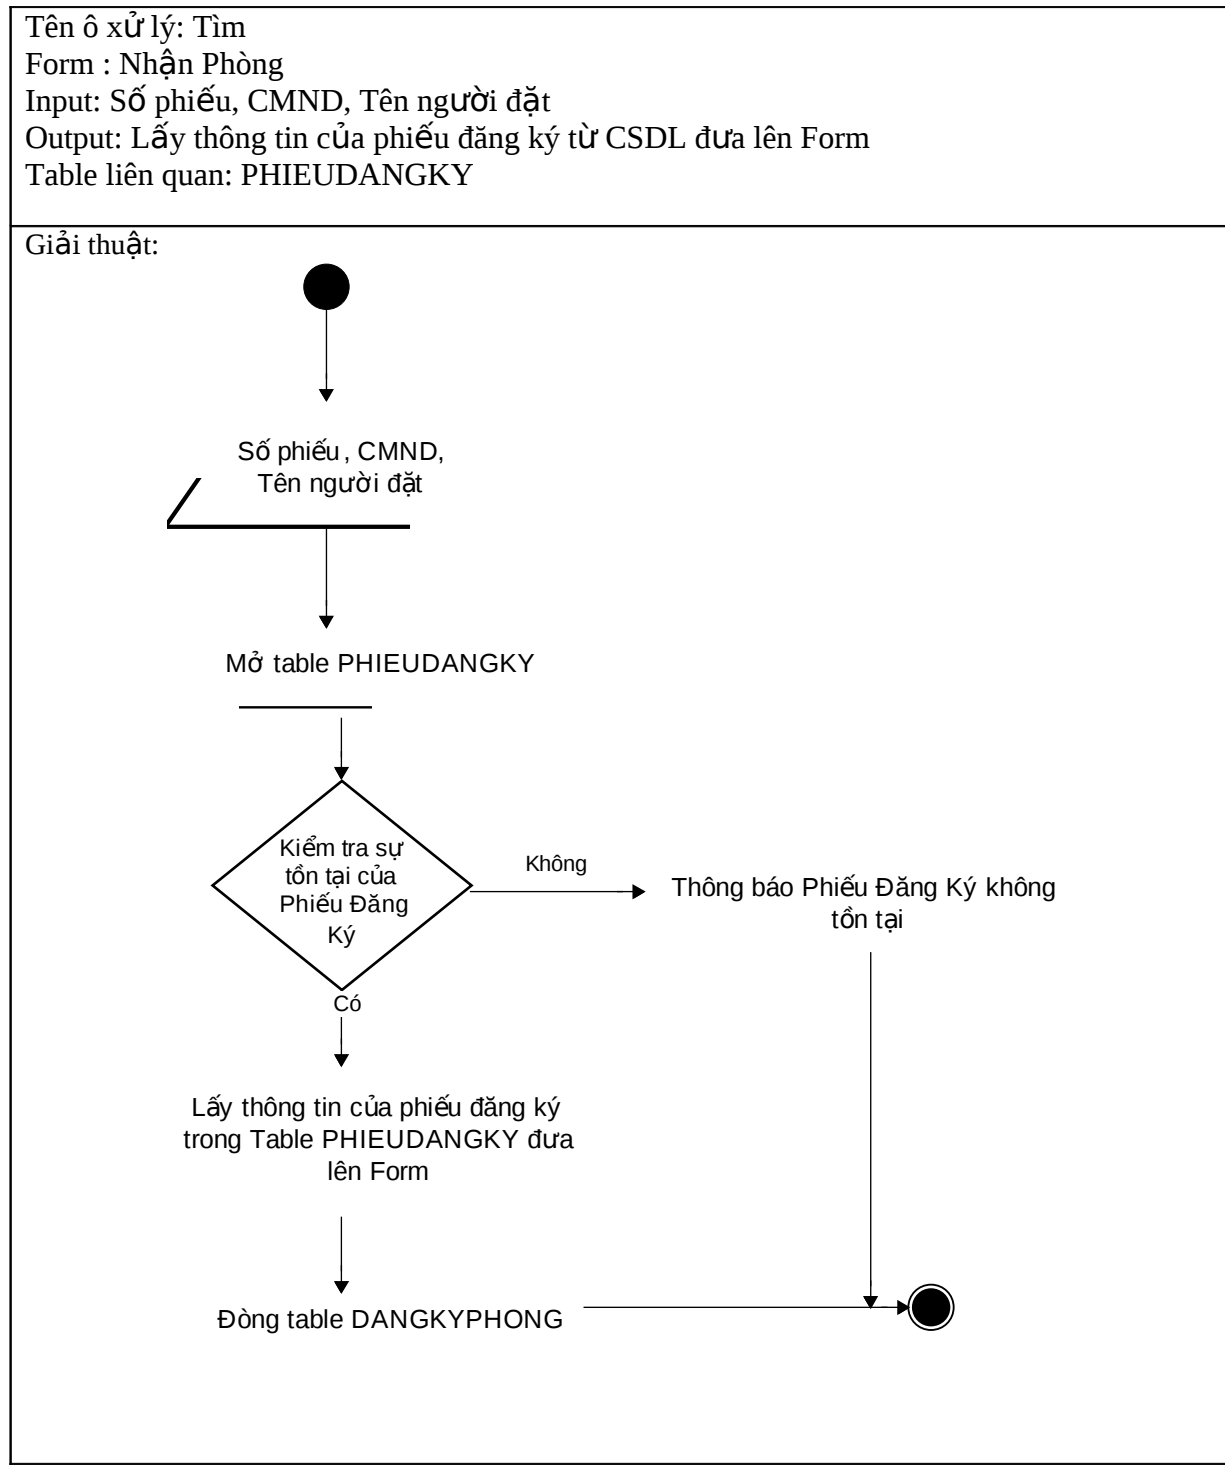 Tên ô xử lý: Tìm
Form : Nhận Phòng
Input: Số phiếu, CMND, Tên người đặt
Output: Lấy thông tin của phiếu đăng ký từ CSDL đưa lên Form
Table liên quan: PHIEUDANGKY
Giải thuật:
Số phiếu, CMND,
Tên người đặt
Mở table PHIEUDANGKY
Kiểm tra sự
tồn tại của
Phiếu Đăng
Ký
Không
Thông báo Phiếu Đăng Ký không
tồn tại
Có
Lấy thông tin của phiếu đăng ký
trong Table PHIEUDANGKY đưa
lên Form
Đòng table DANGKYPHONG